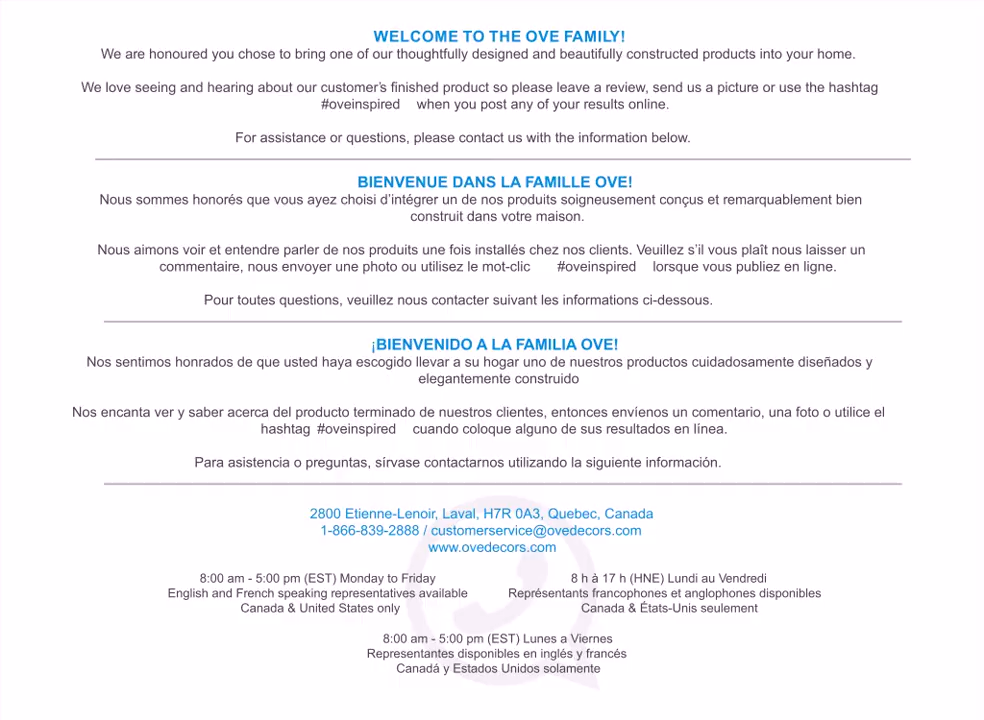 WELCOME TO THE OVE FAMILY!
We are honoured you chose to bring one of our thoughtfully designed and beautifully constructed products into your home.
We love seeing and hearing about our customer's finished product so please leave a review, send us a picture or use the hashtag
#oveinspired when you post any of your results online.
For assistance or questions, please contact us with the information below.
BIENVENUE DANS LA FAMILLE OVE!
Nous sommes honorés que vous ayez choisi d'intégrer un de nos produits soigneusement conçus et remarquablement bien
construit dans votre maison.
Nous aimons voir et entendre parler de nos produits une fois installés chez nos clients. Veuillez s'il vous plaît nous laisser un
commentaire, nous envoyer une photo ou utilisez le mot-clic #oveinspired lorsque vous publiez en ligne.
Pour toutes questions, veuillez nous contacter suivant les informations ci-dessous.
¡BIENVENIDO A LA FAMILIA OVE!
Nos sentimos honrados de que usted haya escogido llevar a su hogar uno de nuestros productos cuidadosamente diseñados y
elegantemente construido
Nos encanta ver y saber acerca del producto terminado de nuestros clientes, entonces envíenos un comentario, una foto o utilice el
hashtag #oveinspired cuando coloque alguno de sus resultados en línea.
Para asistencia o preguntas, sírvase contactarnos utilizando la siguiente información.
2800 Etienne-Lenoir, Laval, H7R 0A3, Quebec, Canada
1-866-839-2888 / customerservice@ovedecors.com
www.ovedecors.com
8:00 am - 5:00 pm (EST) Monday to Friday
English and French speaking representatives available
Canada & United States only
8 h à 17 h (HNE) Lundi au Vendredi
Représentants francophones et anglophones disponibles
Canada & États-Unis seulement
8:00 am - 5:00 pm (EST) Lunes a Viernes
Representantes disponibles en inglés y francés
Canadá y Estados Unidos solamente